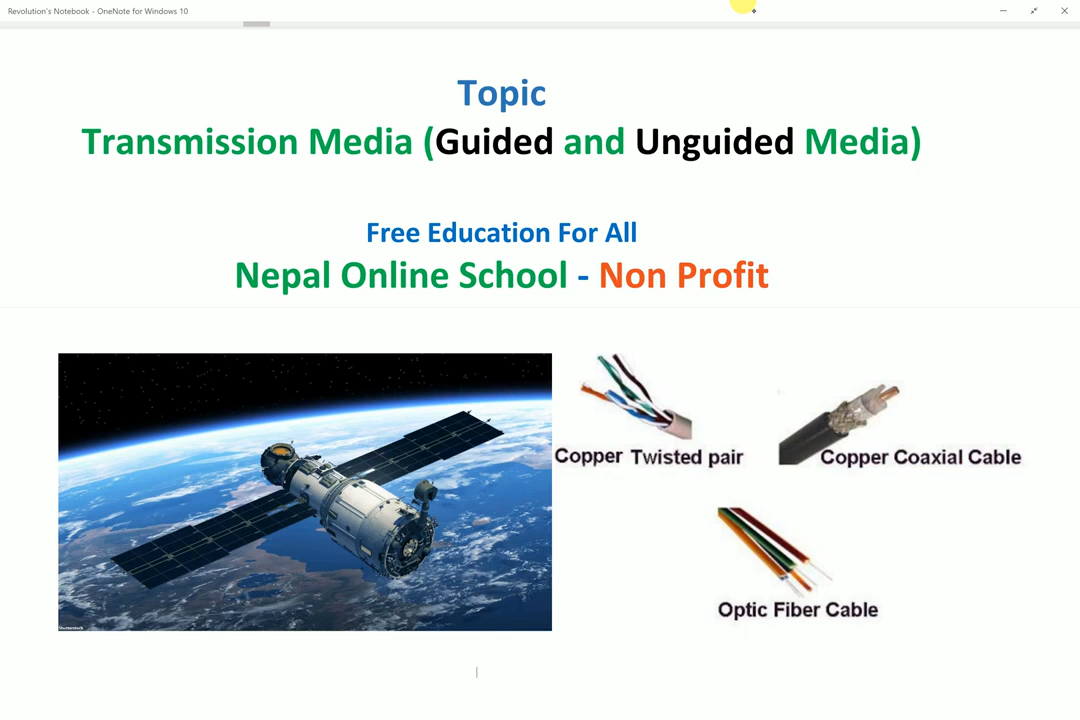 Revolution's Notebook - OneNote for Windows 10
Topic
Transmission Media (Guided and Unguided Media)
Free Education For All
Nepal Online School - Non Profit
Copper Twisted pair
Copper Coaxial Cable
Optic Fiber Cable